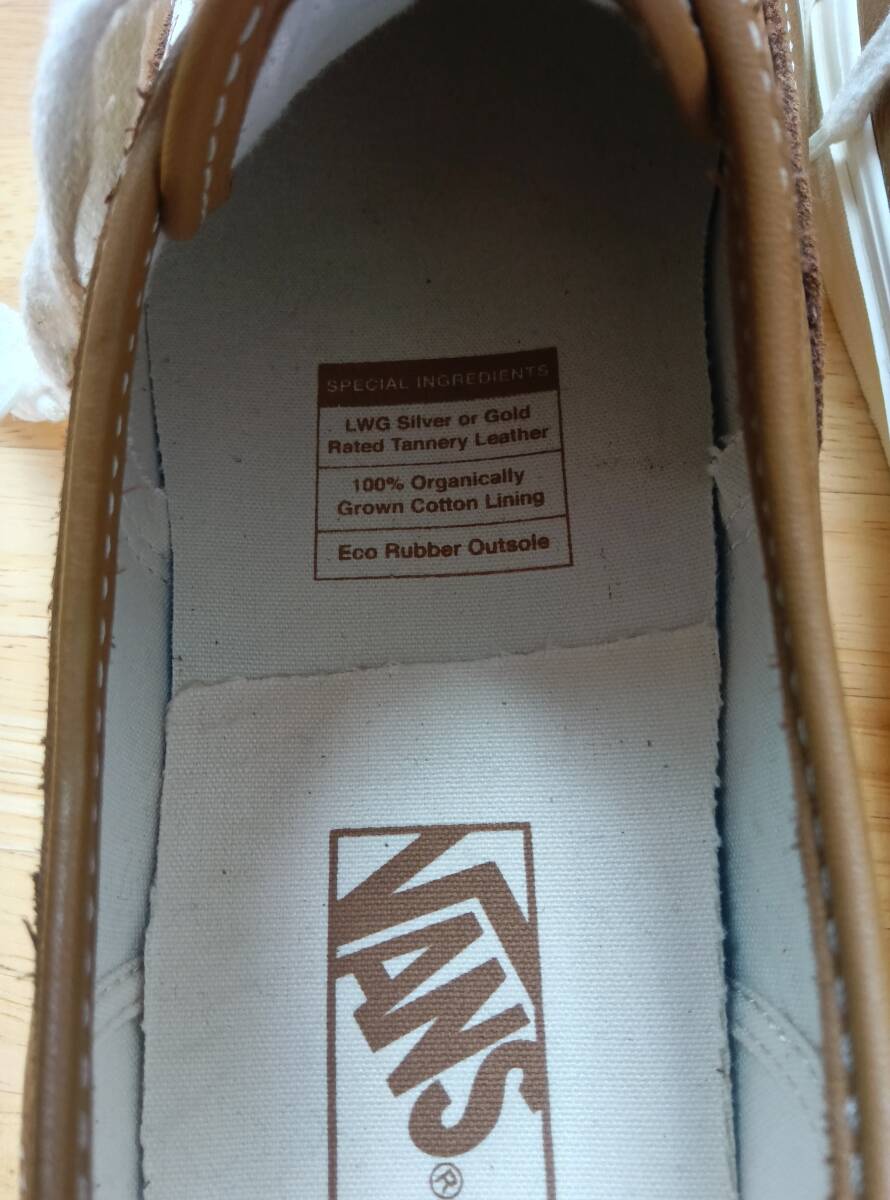 SPECIAL INGREDIENTS
LWG Silver or Gold
Rated Tannery Leather
100% Organically
Grown Cotton Lining
Eco Rubber Outsole
VANS
®